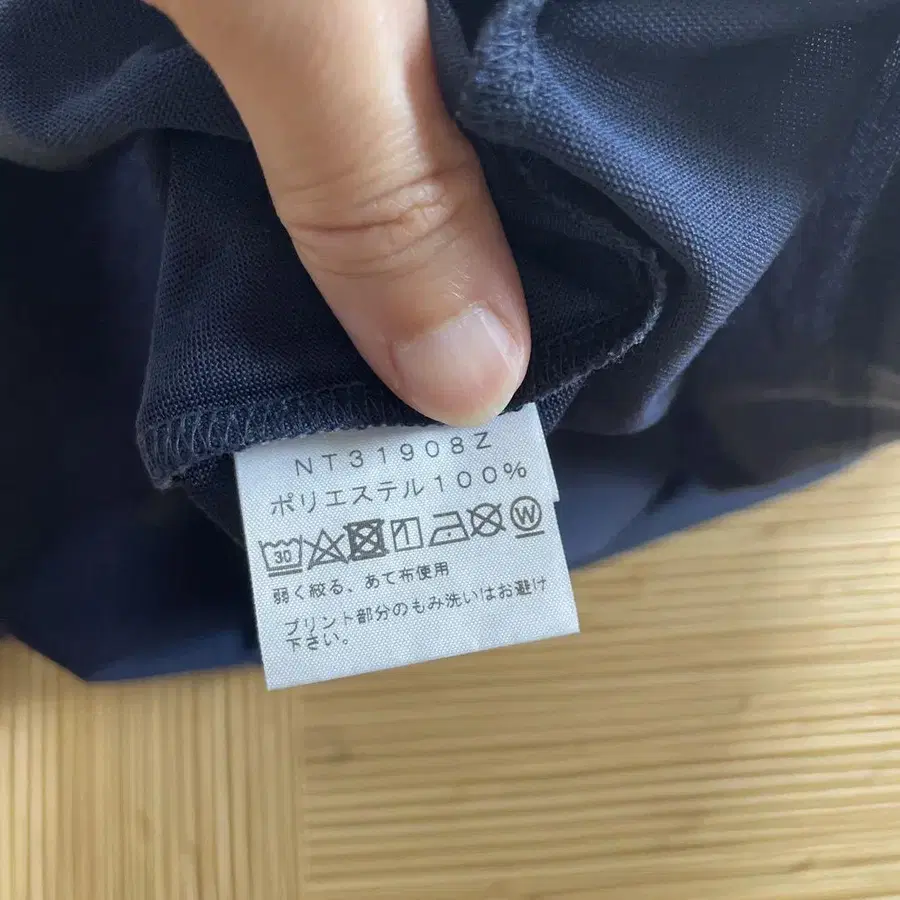 NT31908Z
ポリエステル100%
30 W
弱く絞る、あて布使用
プリント部分のもみ洗いはお避け
下さい。